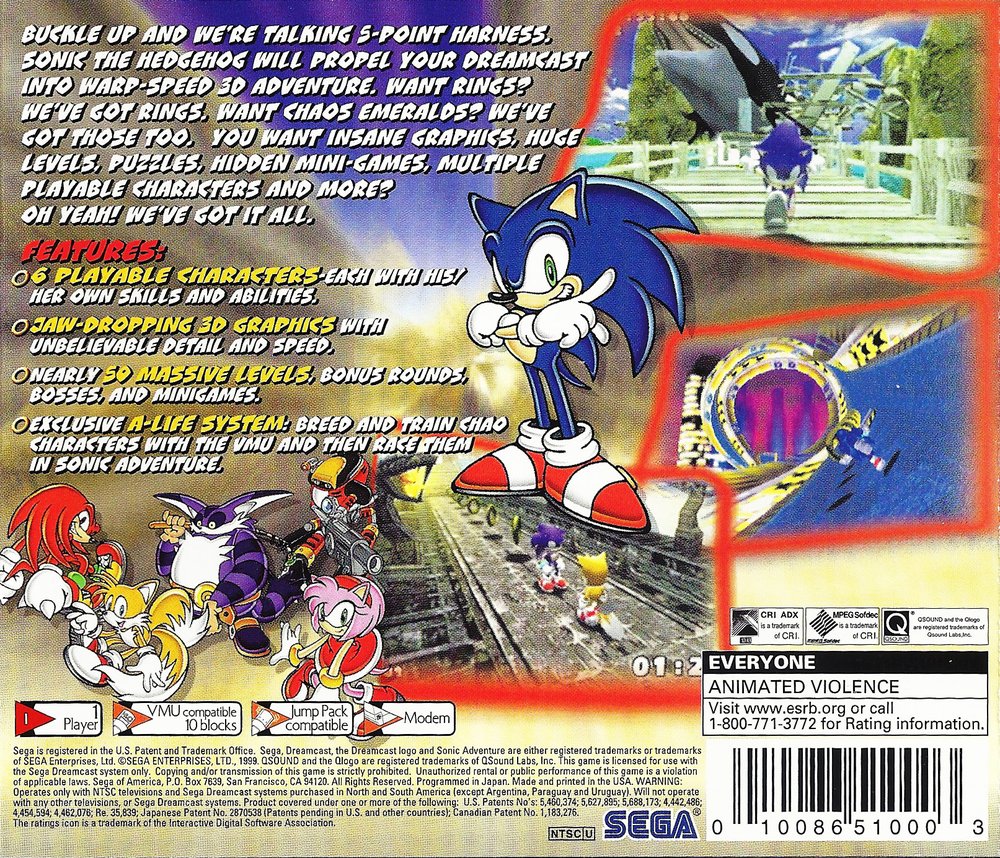 BUCKLE UP AND WE'RE TALKING 5-POINT HARNESS.
SONIC THE HEDGEHOG WILL PROPEL YOUR DREAMCAST
INTO WARP-SPEED 3D ADVENTURE. WANT RINGS?
WE'VE GOT RINGS. WANT CHAOS EMERALDS? WE'VE
GOT THOSE TOO. YOU WANT INSANE GRAPHICS, HUGE
LEVELS, PUZZLES, HIDDEN MINI-GAMES, MULTIPLE
PLAYABLE CHARACTERS AND MORE?
OH YEAH! WE'VE GOT IT ALL.
FEATURES:
6 PLAYABLE CHARACTERS-EACH WITH HIS/
HER OWN SKILLS AND ABILITIES.
JAW-DROPPING 3D GRAPHICS WITH
UNBELIEVABLE DETAIL AND SPEED.
NEARLY 50 MASSIVE LEVELS, BONUS ROUNDS,
BOSSES, AND MINIGAMES.
EXCLUSIVE A-LIFE SYSTEM: BREED AND TRAIN CHAO
CHARACTERS WITH THE VMU AND THEN RACE THEM
IN SONIC ADVENTURE.
01:2
CRI ADX
is a trademark
of CRI.
MPEG Sofdec
is a trademark
of CRI.
MPEG Sofdec
QSOUND
QSOUND and the Qlogo
are registered trademarks of
Qsound Labs, Inc.
1
Player
VMU compatible
10 blocks
Jump Pack
compatible
Modem
EVERYONE
ANIMATED VIOLENCE
Visit www.esrb.org or call
1-800-771-3772 for Rating information.
Sega is registered in the U.S. Patent and Trademark Office. Sega, Dreamcast, the Dreamcast logo and Sonic Adventure are either registered trademarks or trademarks
of SEGA Enterprises, Ltd. ©SEGA ENTERPRISES, LTD., 1999. QSOUND and the Qlogo are registered trademarks of QSound Labs, Inc. This game is licensed for use with
the Sega Dreamcast system only. Copying and/or transmission of this game is strictly prohibited. Unauthorized rental or public performance of this game is a violation
of applicable laws. Sega of America, P.O. Box 7639, San Francisco, CA 94120. All Rights Reserved. Programmed in Japan. Made and printed in the USA. WARNING:
Operates only with NTSC televisions and Sega Dreamcast systems purchased in North and South America (except Argentina, Paraguay and Uruguay). Will not operate
with any other televisions, or Sega Dreamcast systems. Product covered under one or more of the following: U.S. Patents No's: 5,460,374; 5,627,895; 5,688,173; 4,442,486;
4,454,594; 4,462,076; Re. 35,839; Japanese Patent No. 2870538 (Patents pending in U.S. and other countries); Canadian Patent No. 1,183,276.
The ratings icon is a trademark of the Interactive Digital Software Association.
NTSC U
SEGA®
0 10086 51000 3